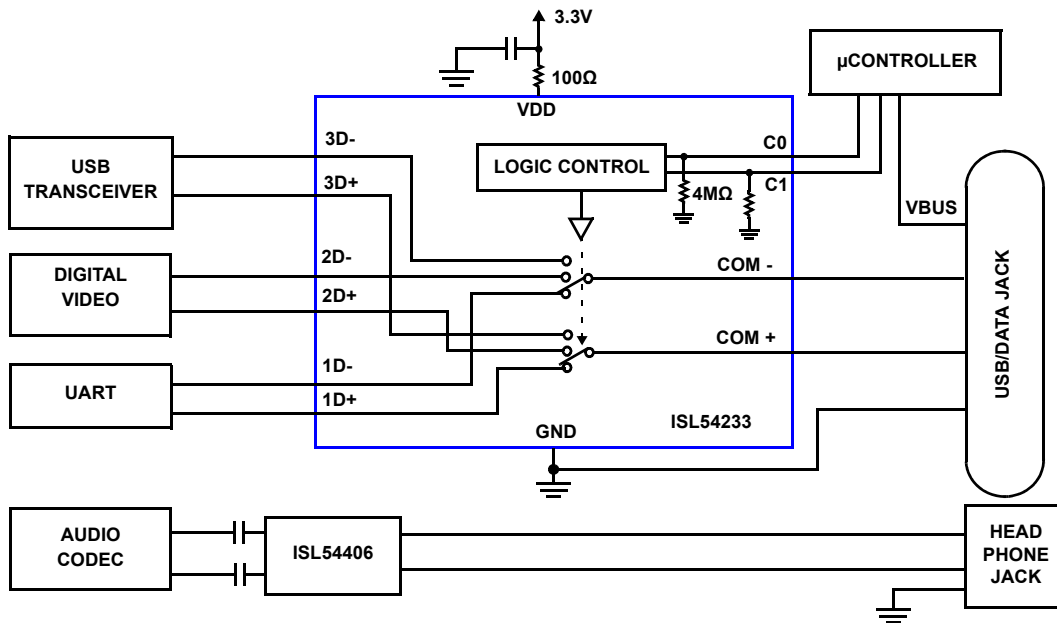 3.3V
100Ω
µCONTROLLER
VDD
3D-
C0
LOGIC CONTROL
USB
TRANSCEIVER
3D+
4MΩ
C1
VBUS
2D-
COM -
DIGITAL
VIDEO
2D+
COM +
USB/DATA JACK
1D-
UART
1D+
GND
ISL54233
AUDIO
CODEC
ISL54406
HEAD
PHONE
JACK